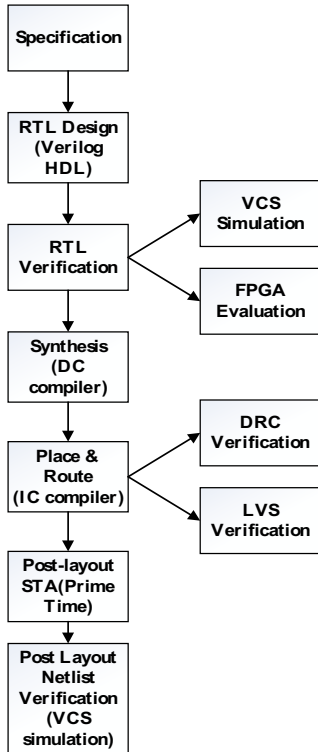 Specification
RTL Design
(Verilog
HDL)
RTL
Verification
VCS
Simulation
FPGA
Evaluation
Synthesis
(DC
compiler)
Place &
Route
(IC compiler)
DRC
Verification
LVS
Verification
Post-layout
STA(Prime
Time)
Post Layout
Netlist
Verification
(VCS
simulation)